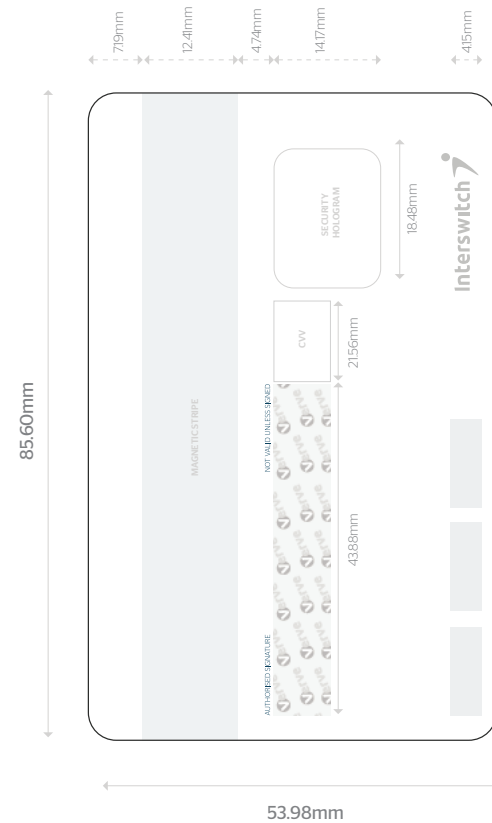 7.19mm
12.41mm
4.74mm
14.17mm
4.15mm
SECURITY
HOLOGRAM
18.48mm
Interswitch
CVV
21.56mm
85.60mm
MAGNETIC STRIPE
NOT VALID UNLESS SIGNED
43.88mm
AUTHORISED SIGNATURE
Verve
53.98mm